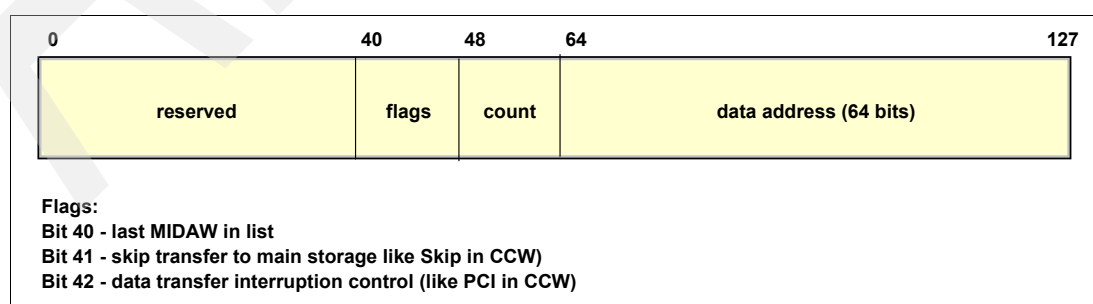 0 40 48 64 127
reserved flags count data address (64 bits)
Flags:
Bit 40 - last MIDAW in list
Bit 41 - skip transfer to main storage like Skip in CCW)
Bit 42 - data transfer interruption control (like PCI in CCW)